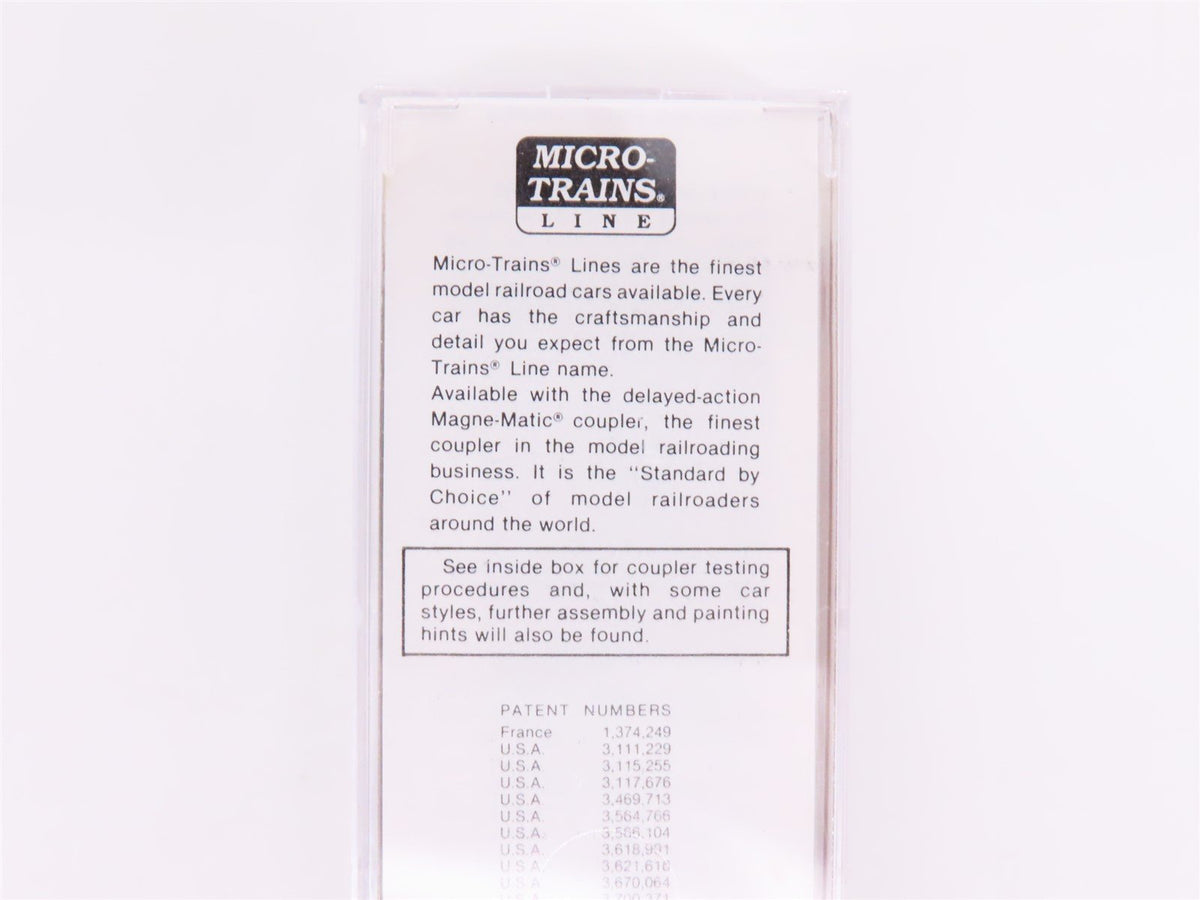 MICRO-
TRAINS®
LINE
Micro-Trains® Lines are the finest
model railroad cars available. Every
car has the craftsmanship and
detail you expect from the Micro-
Trains® Line name.
Available with the delayed-action
Magne-Matic® coupler, the finest
coupler in the model railroading
business. It is the "Standard by
Choice" of model railroaders
around the world.
See inside box for coupler testing
procedures and, with some car
styles, further assembly and painting
hints will also be found.
PATENT NUMBERS
France 1,374,249
U.S.A. 3,111,229
U.S.A. 3,115,255
U.S.A. 3,117,676
U.S.A. 3,469,713
U.S.A. 3,564,766
U.S.A.
U.S.A. 3,618,991
U.S.A. 3,621,616
U.S.A. 3,670,064